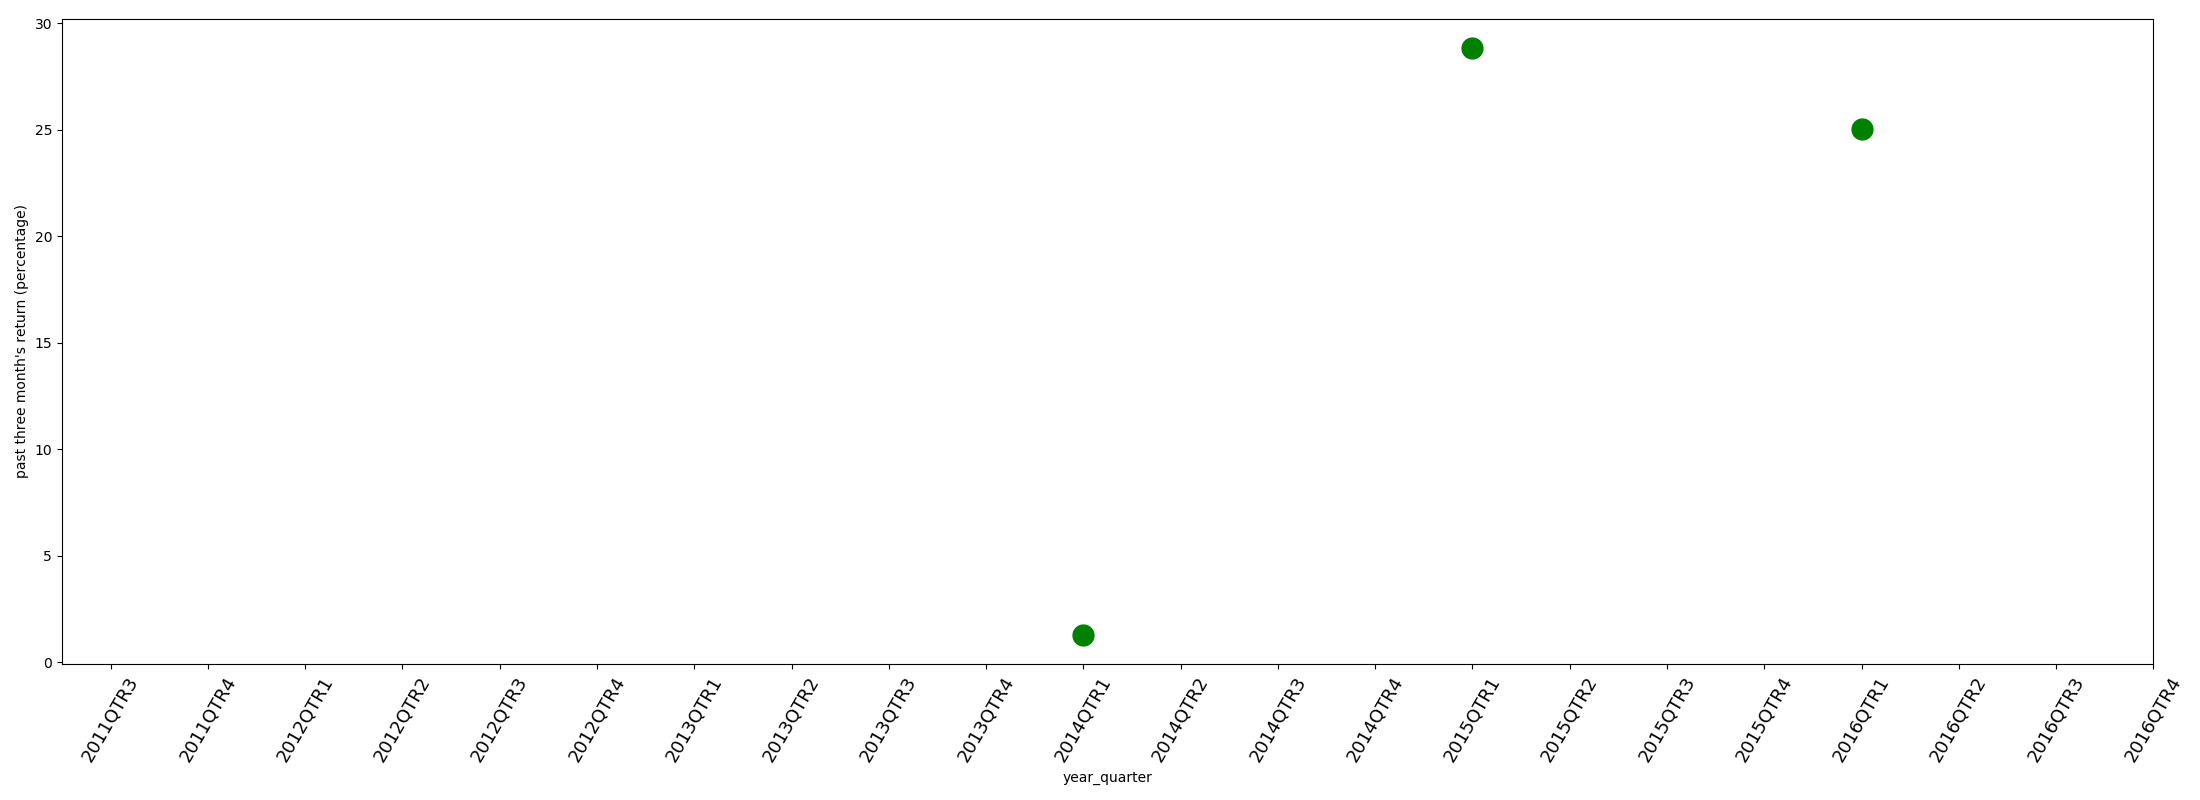 30
25
20
15
10
5
0
past three month's return (percentage)
2011QTR3
2011QTR4
2012QTR1
2012QTR2
2012QTR3
2012QTR4
2013QTR1
2013QTR2
2013QTR3
2013QTR4
2014QTR1
2014QTR2
2014QTR3
2014QTR4
2015QTR1
2015QTR2
2015QTR3
2015QTR4
2016QTR1
2016QTR2
2016QTR3
2016QTR4
year_quarter